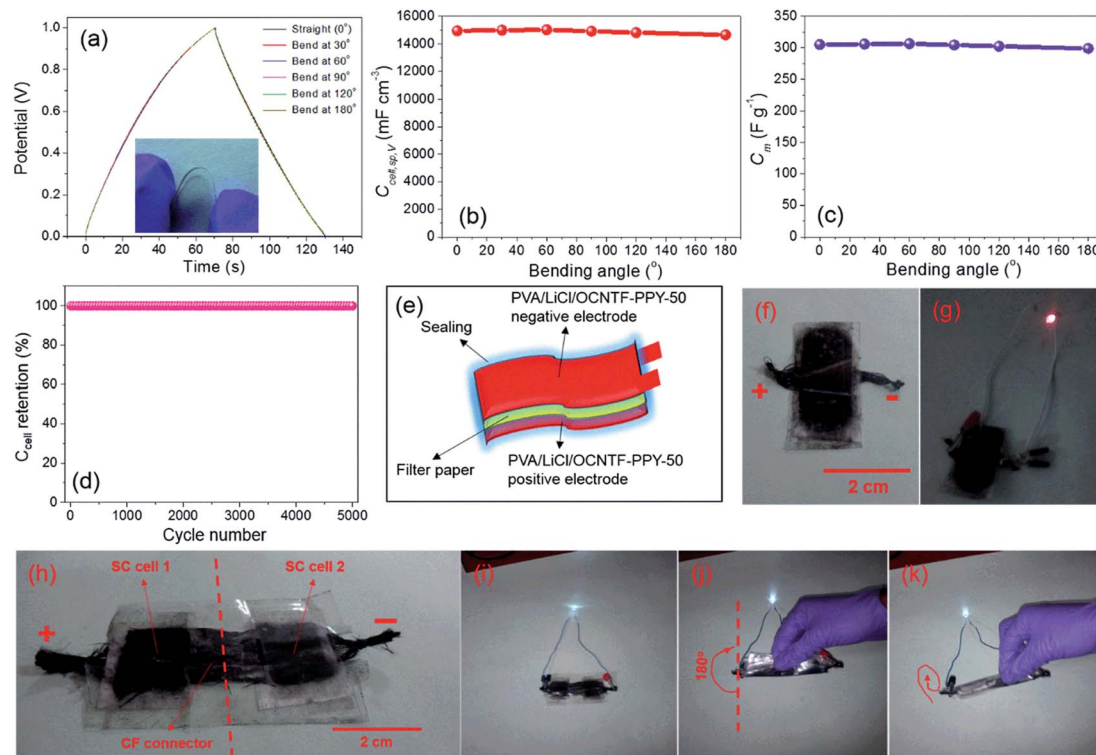 (a)
Straight (0°)
Bend at 30°
Bend at 60°
Bend at 90°
Bend at 120°
Bend at 180°
1.0
0.8
0.6
0.4
0.2
0.0
Potential (V)
0 20 40 60 80 100 120 140
Time (s)
16000
14000
12000
10000
8000
6000
4000
2000
0
C cell,sp,V (mF cm⁻³)
(b)
0 20 40 60 80 100 120 140 160 180
Bending angle (°)
350
300
250
200
150
100
50
0
Cm (F g⁻¹)
(c)
0 20 40 60 80 100 120 140 160 180
Bending angle (°)
100
80
60
40
20
0
Ccell retention (%)
(d)
0 1000 2000 3000 4000 5000
Cycle number
(e)
PVA/LiCl/OCNTF-PPY-50
negative electrode
Sealing
Filter paper
PVA/LiCl/OCNTF-PPY-50
positive electrode
(f)
+
-
2 cm
(g)
(h)
SC cell 1
SC cell 2
+
-
CF connector
2 cm
(i)
(j)
180°
(k)